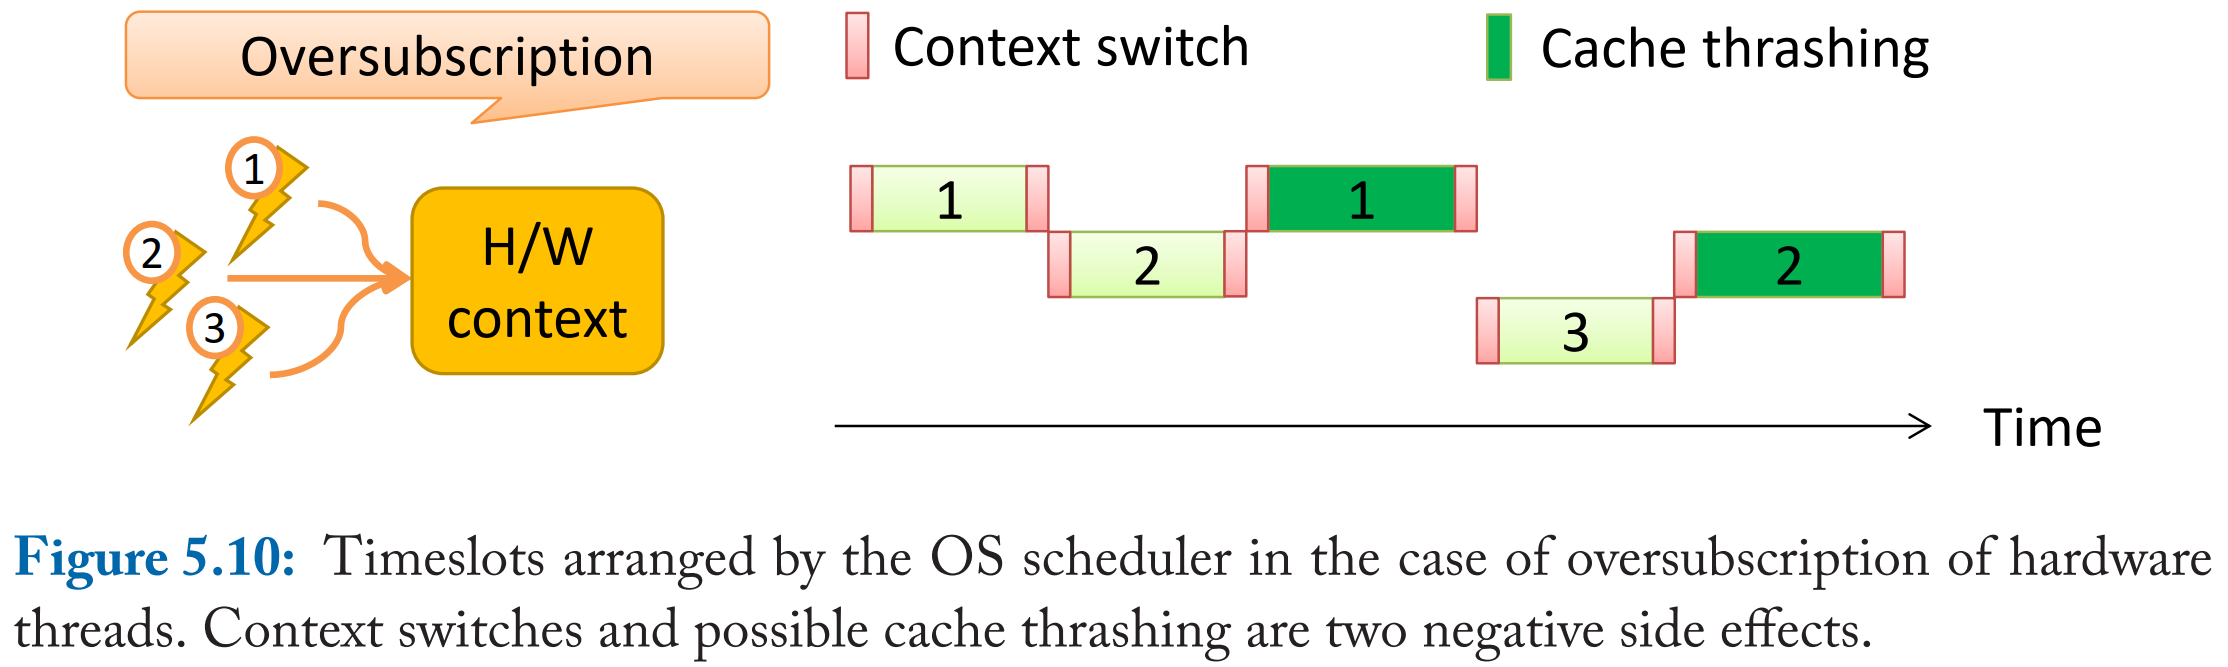 Oversubscription
Context switch
Cache thrashing
1
2
3
H/W
context
1
2
1
3
2
Time
Figure 5.10: Timeslots arranged by the OS scheduler in the case of oversubscription of hardware
threads. Context switches and possible cache thrashing are two negative side effects.